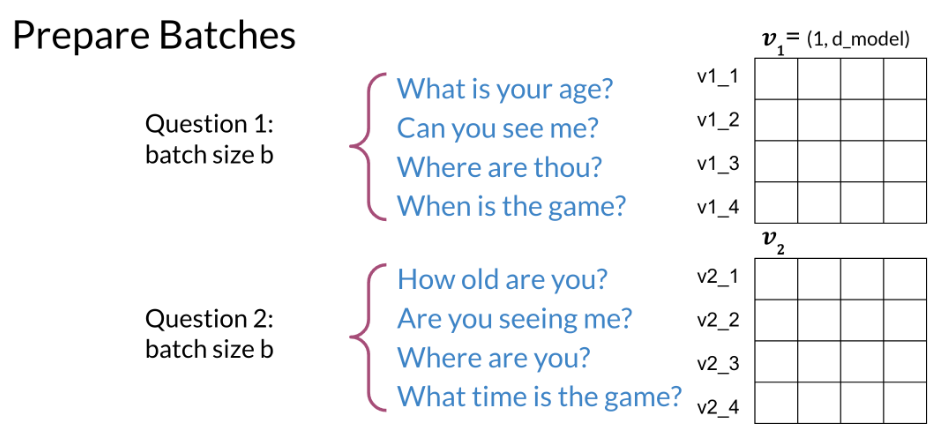 Prepare Batches
Question 1:
batch size b
What is your age?
Can you see me?
Where are thou?
When is the game?
v₁= (1, d_model)
v1_1
v1_2
v1_3
v1_4
Question 2:
batch size b
How old are you?
Are you seeing me?
Where are you?
What time is the game?
v₂
v2_1
v2_2
v2_3
v2_4